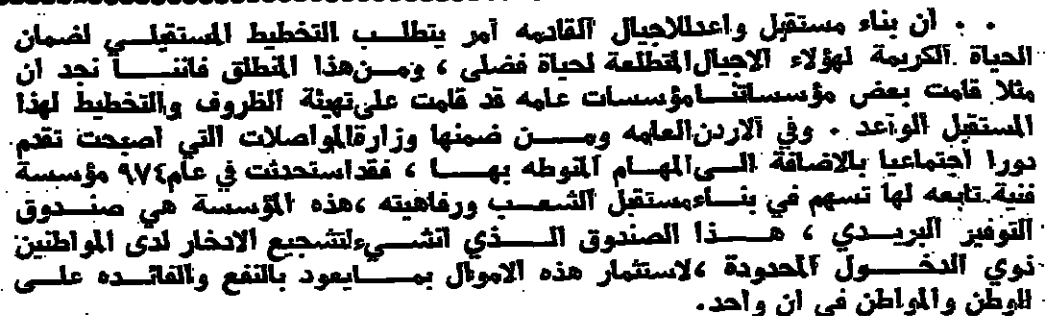 • • أن بناء مستقبل واعد للاجيال القادمه أمر يتطلب التخطيط المستقبلي لضمان
الحياة الكريمة لهؤلاء الاجيال المتطلعة لحياة فضلى ، ومن هذا المنطلق فاننا نجد ان
مثلا قامت بعض مؤسساتنا مؤسسات عامه قد قامت على تهيئة الظروف والتخطيط لهذا
المستقبل الواعد . وفي الاردن العامه ومن ضمنها وزارة المواصلات التي اصبحت تقدم
دورا اجتماعيا بالاضافة الى المهام المنوطه بها ، فقد استحدثت في عام ٩٧٤ مؤسسة
فنية تابعه لها تسهم في بناء مستقبل الشعب ورفاهيته ، هذه المؤسسة هي صندوق
التوفير البريدي ، هذا الصندوق الذي انشيء لتشجيع الادخار لدى المواطنين
ذوي الدخول المحدودة ، لاستثمار هذه الاموال بما يعود بالنفع والفائده على
الوطن والمواطن في ان واحد .